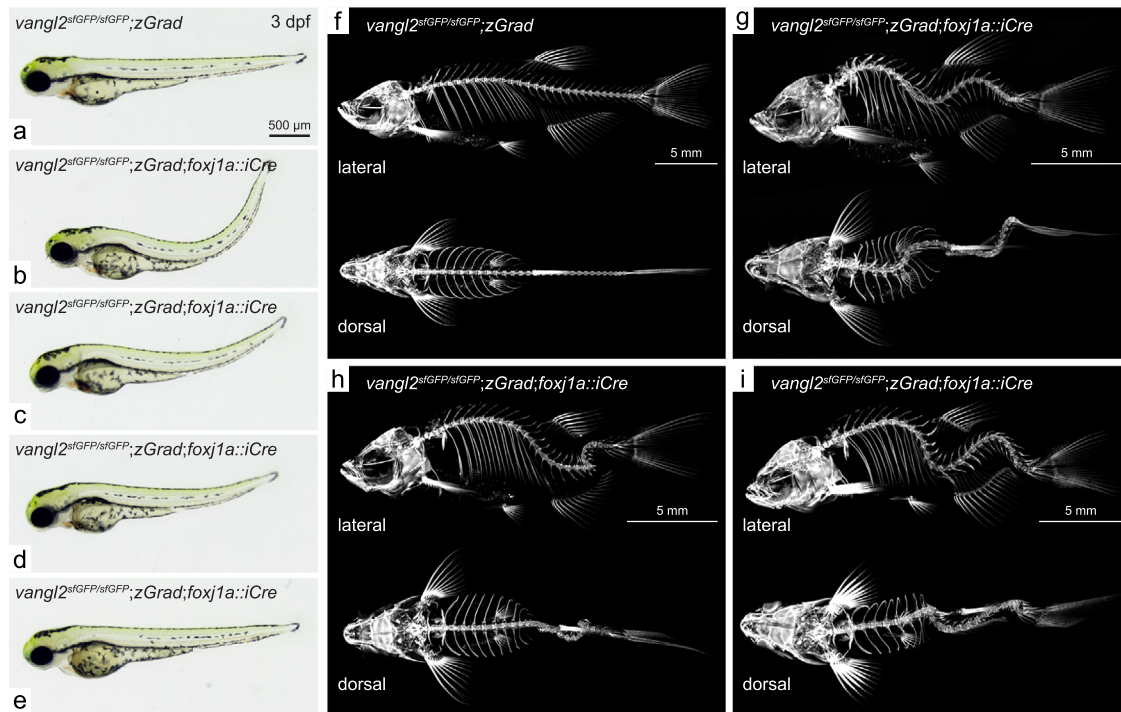 vangl2sfGFP/sfGFP;zGrad 3 dpf
500 µm
a
vangl2sfGFP/sfGFP;zGrad;foxj1a::iCre
b
vangl2sfGFP/sfGFP;zGrad;foxj1a::iCre
c
vangl2sfGFP/sfGFP;zGrad;foxj1a::iCre
d
vangl2sfGFP/sfGFP;zGrad;foxj1a::iCre
e
f vangl2sfGFP/sfGFP;zGrad
5 mm
lateral
dorsal
g vangl2sfGFP/sfGFP;zGrad;foxj1a::iCre
5 mm
lateral
dorsal
h vangl2sfGFP/sfGFP;zGrad;foxj1a::iCre
5 mm
lateral
dorsal
i vangl2sfGFP/sfGFP;zGrad;foxj1a::iCre
5 mm
lateral
dorsal